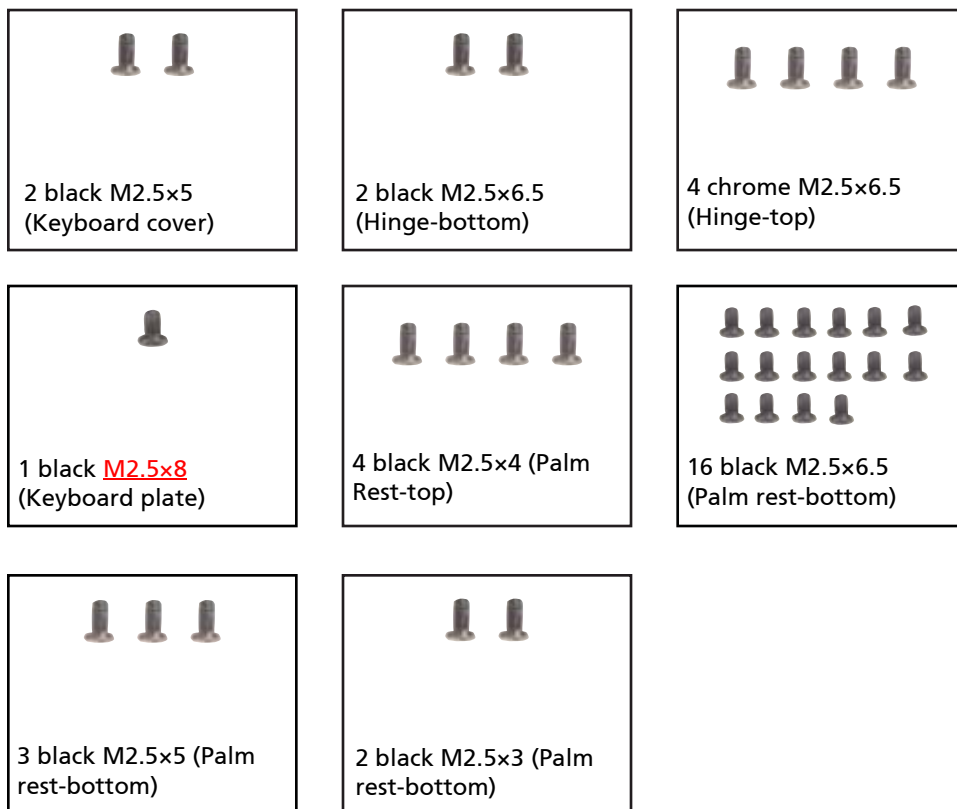 2 black M2.5×5
(Keyboard cover)
2 black M2.5×6.5
(Hinge-bottom)
4 chrome M2.5×6.5
(Hinge-top)
1 black M2.5×8
(Keyboard plate)
4 black M2.5×4 (Palm
Rest-top)
16 black M2.5×6.5
(Palm rest-bottom)
3 black M2.5×5 (Palm
rest-bottom)
2 black M2.5×3 (Palm
rest-bottom)